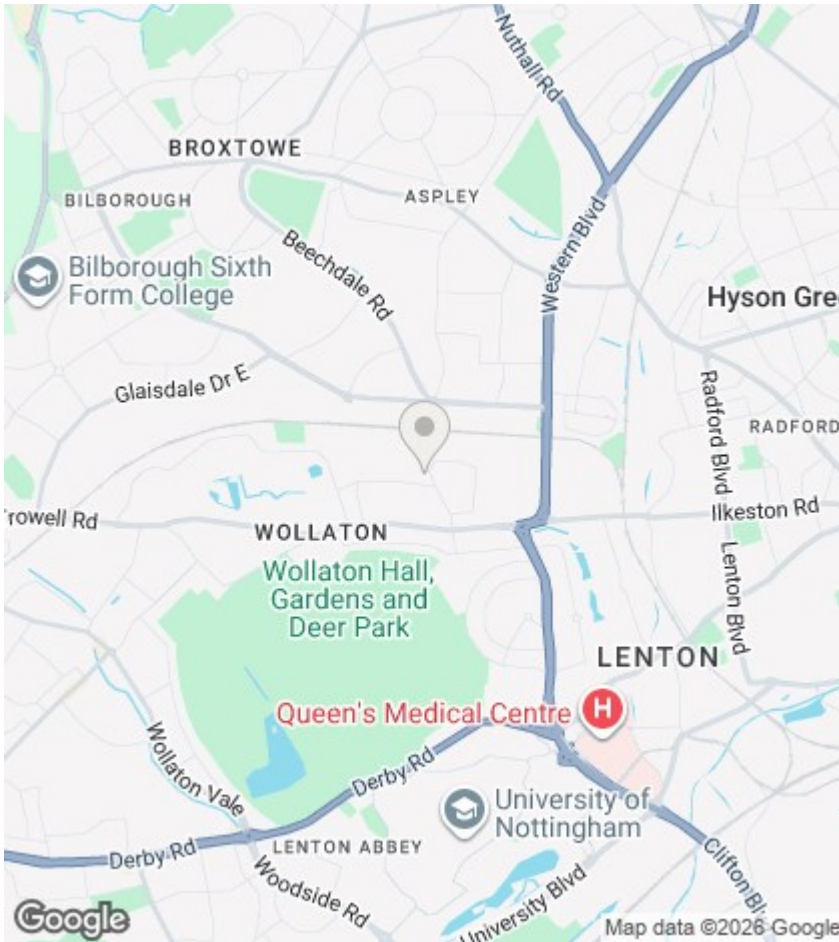 Nuthall Rd
BROXTOWE
BILBOROUGH
ASPLEY
Western Blvd
Beechdale Rd
Bilborough Sixth
Form College
Hyson Gre
Glaisdale Dr E
Radford Blvd
RADFORD
rowell Rd
Ilkeston Rd
WOLLATON
Wollaton Hall,
Gardens and
Deer Park
Lenton Blvd
LENTON
Queen's Medical Centre
H
Wollaton Vale
Derby Rd
University of
Nottingham
Derby Rd
LENTON ABBEY
Woodside Rd
University Blvd
Clifton Blv
Google
Map data ©2026 Google